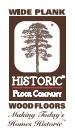 WIDE PLANK
HISTORIC
FLOOR COMPANY
WOOD FLOORS
Making Today's
Homes Historic